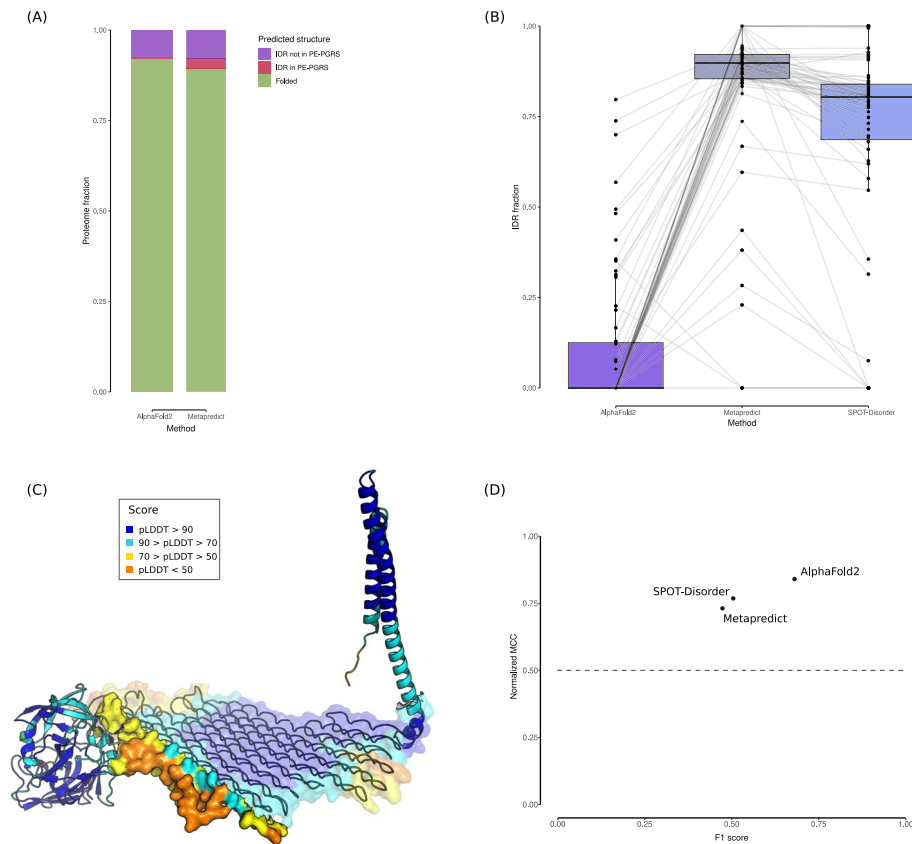 (A)
1.00
0.75
0.50
0.25
0.00
Proteome fraction
AlphaFold2
Metapredict
Method
Predicted structure
IDR not in PE-PGRS
IDR in PE-PGRS
Folded
(B)
1.00
0.75
0.50
0.25
0.00
IDR fraction
AlphaFold2
Metapredict
SPOT-Disorder
Method
(C)
Score
pLDDT > 90
90 > pLDDT > 70
70 > pLDDT > 50
pLDDT < 50
(D)
1.00
0.75
0.50
0.25
0.00
Normalized MCC
AlphaFold2
SPOT-Disorder
Metapredict
0.00
0.25
0.50
0.75
1.00
F1 score